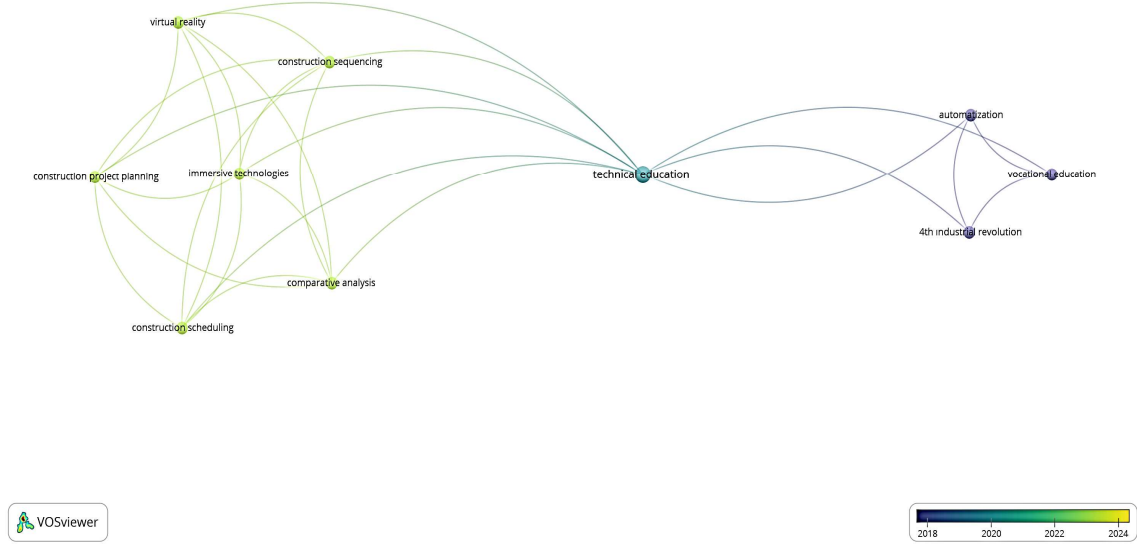 virtual reality
construction sequencing
automatization
construction project planning
immersive technologies
technical education
vocational education
4th industrial revolution
comparative analysis
construction scheduling
VOSviewer
2018 2020 2022 2024